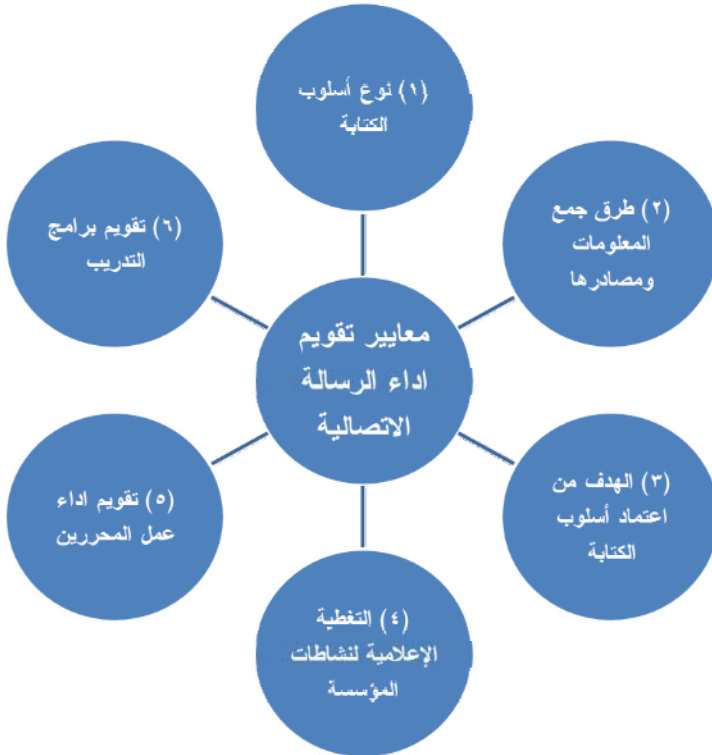 معايير تقويم
اداء الرسالة
الاتصالية
(١) نوع أسلوب
الكتابة
(٢) طرق جمع
المعلومات
ومصادرها
(٣) الهدف من
اعتماد أسلوب
الكتابة
(٤) التغطية
الإعلامية لنشاطات
المؤسسة
(٥) تقويم اداء
عمل المحررين
(٦) تقويم برامج
التدريب